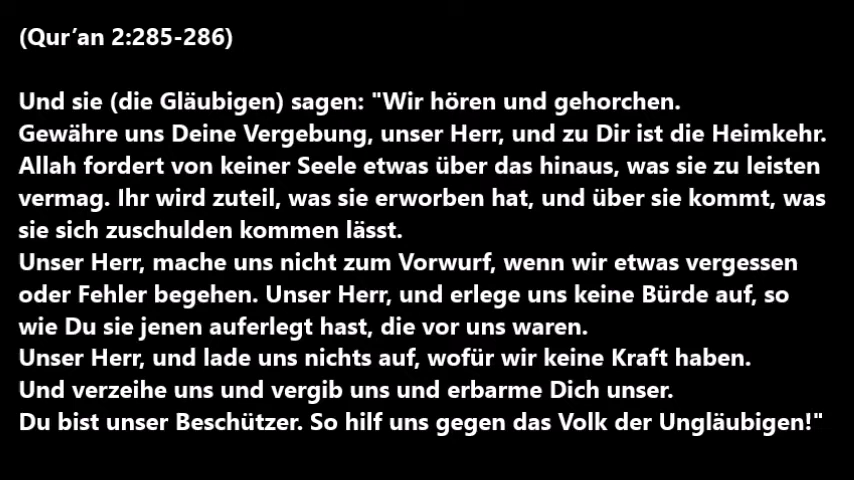 (Qur’an 2:285-286)
Und sie (die Gläubigen) sagen: "Wir hören und gehorchen.
Gewähre uns Deine Vergebung, unser Herr, und zu Dir ist die Heimkehr.
Allah fordert von keiner Seele etwas über das hinaus, was sie zu leisten
vermag. Ihr wird zuteil, was sie erworben hat, und über sie kommt, was
sie sich zuschulden kommen lässt.
Unser Herr, mache uns nicht zum Vorwurf, wenn wir etwas vergessen
oder Fehler begehen. Unser Herr, und erlege uns keine Bürde auf, so
wie Du sie jenen auferlegt hast, die vor uns waren.
Unser Herr, und lade uns nichts auf, wofür wir keine Kraft haben.
Und verzeihe uns und vergib uns und erbarme Dich unser.
Du bist unser Beschützer. So hilf uns gegen das Volk der Ungläubigen!"